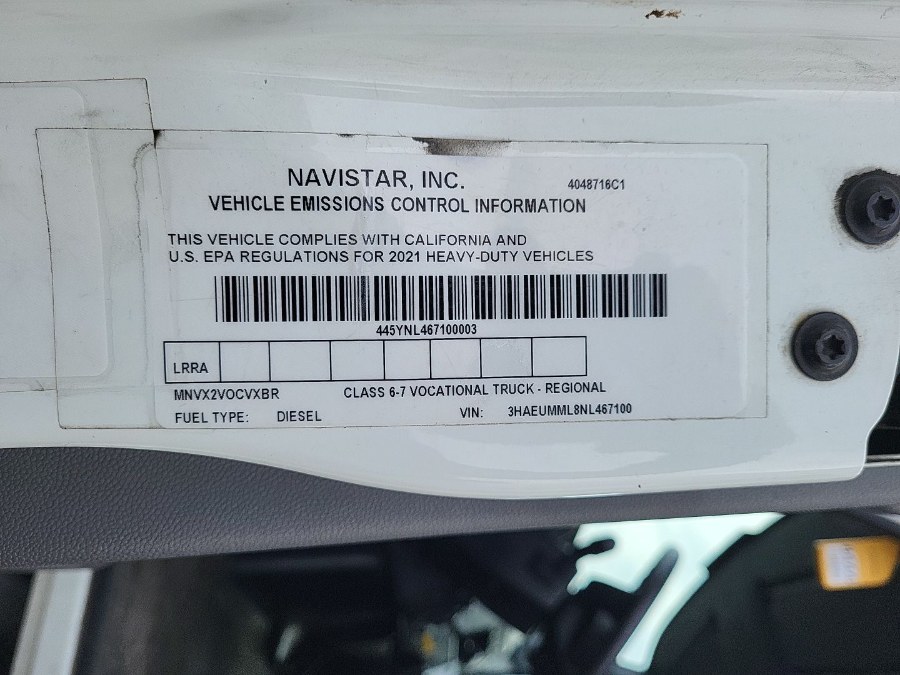 NAVISTAR, INC.
4048716C1
VEHICLE EMISSIONS CONTROL INFORMATION
THIS VEHICLE COMPLIES WITH CALIFORNIA AND
U.S. EPA REGULATIONS FOR 2021 HEAVY-DUTY VEHICLES
445YNL467100003
LRRA
MNVX2VOCVXBR CLASS 6-7 VOCATIONAL TRUCK - REGIONAL
FUEL TYPE: DIESEL VIN: 3HAEUMML8NL467100